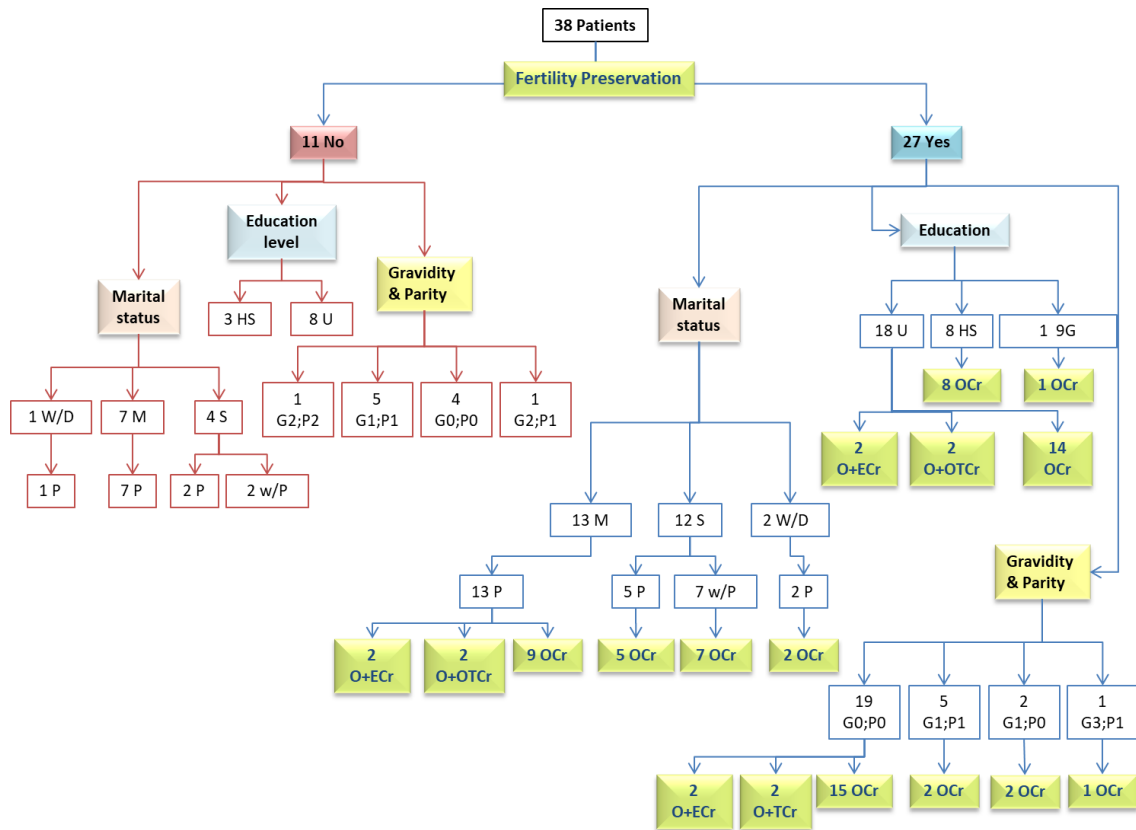 38 Patients
Fertility Preservation
11 No
27 Yes
Education
level
Education
Gravidity
& Parity
Marital
status
Marital
status
3 HS
8 U
18 U
8 HS
1 9G
1
G2;P2
5
G1;P1
4
G0;P0
1
G2;P1
8 OCr
1 OCr
1 W/D
7 M
4 S
2
O+ECr
2
O+OTCr
14
OCr
1 P
7 P
2 P
2 w/P
13 M
12 S
2 W/D
Gravidity
& Parity
13 P
5 P
7 w/P
2 P
2
O+ECr
2
O+OTCr
9 OCr
5 OCr
7 OCr
2 OCr
19
G0;P0
5
G1;P1
2
G1;P0
1
G3;P1
2
O+ECr
2
O+TCr
15 OCr
2 OCr
2 OCr
1 OCr